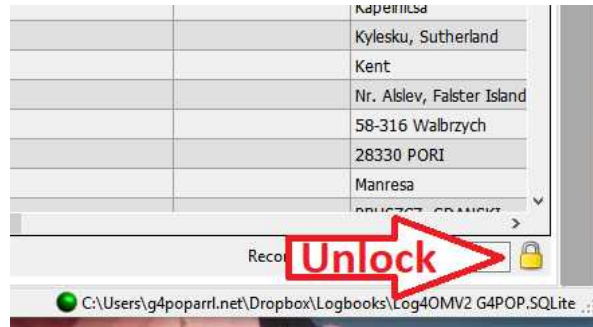 Kapelnicsa
Kylesku, Sutherland
Kent
Nr. Alslev, Falster Island
58-316 Walbrzych
28330 PORI
Manresa
Unlock
C:\Users\g4poparrl.net\Dropbox\Logbooks\Log4OMV2 G4POP.SQLite